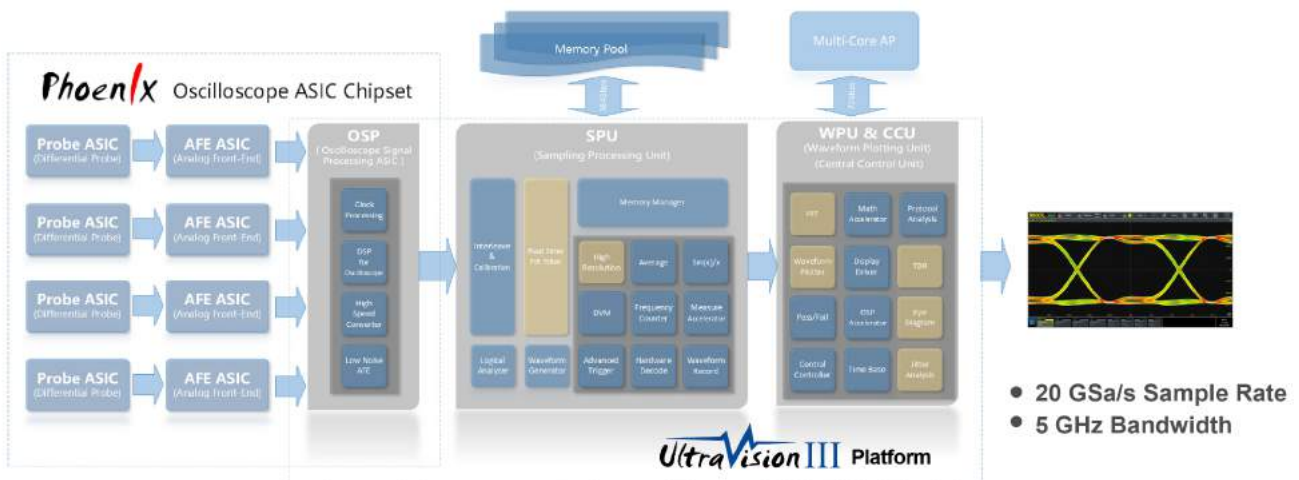 Memory Pool
Multi-Core AP
Phoenix Oscilloscope ASIC Chipset
Probe ASIC
(Differential Probe)
AFE ASIC
(Analog Front-End)
Probe ASIC
(Differential Probe)
AFE ASIC
(Analog Front-End)
Probe ASIC
(Differential Probe)
AFE ASIC
(Analog Front-End)
Probe ASIC
(Differential Probe)
AFE ASIC
(Analog Front-End)
OSP
( Oscilloscope Signal
Processing ASIC )
Clock
Processing
DSP
for
Oscilloscope
High
Speed
Converter
Low Noise
AFE
SPU
(Sampling Processing Unit)
Interleave
&
Calibration
Real Time
Memory Manager
High
Resolution
Average
Sin(x)/x
DVM
Frequency
Counter
Measure
Accelerator
Logical
Analyzer
Waveform
Generator
Advanced
Trigger
Hardware
Decode
Waveform
Record
WPU & CCU
(Waveform Plotting Unit)
(Central Control Unit)
FFT
Math
Accelerator
Protocol
Analysis
Waveform
Plotter
Display
Driver
TDR
Pass/Fail
DSP
Accelerator
Eye
Diagram
Central
Controller
Time Base
Jitter
Analysis
20 GSa/s Sample Rate
5 GHz Bandwidth
UltraVision III Platform